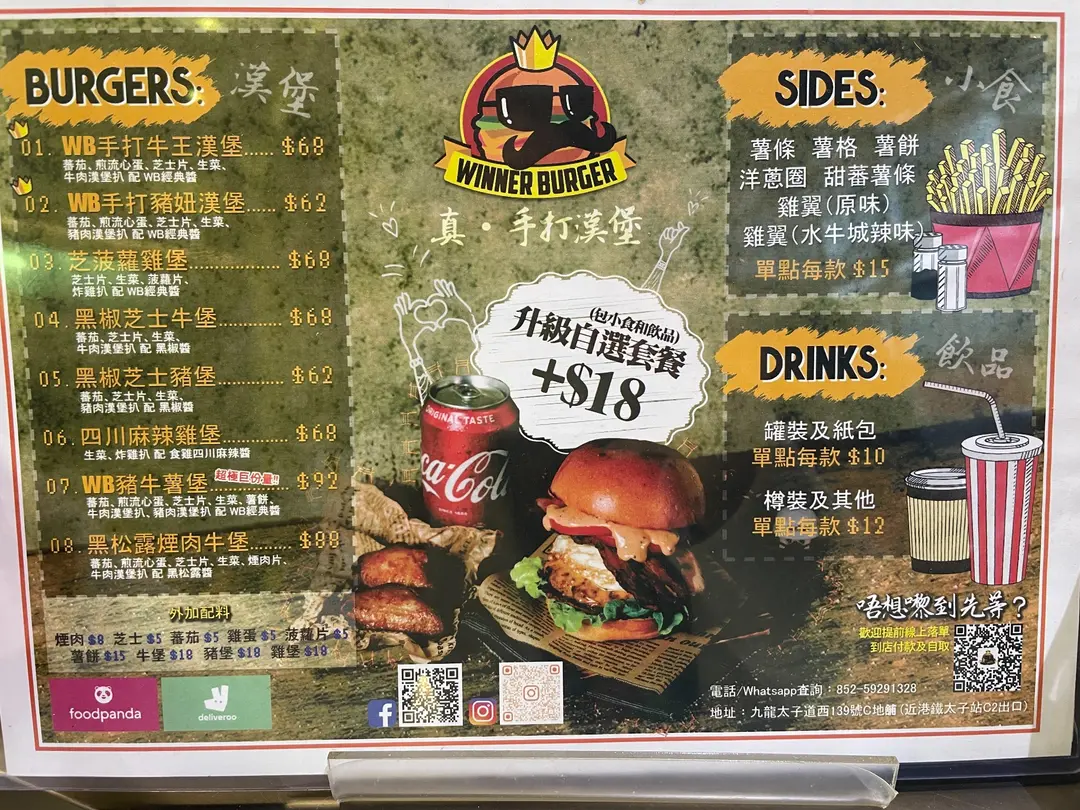 BURGERS: 漢堡
01. WB手打牛王漢堡...... $68
蕃茄、煎流心蛋、芝士片、生菜、
牛肉漢堡扒 配 WB經典醬
02. WB手打豬妞漢堡...... $62
蕃茄、煎流心蛋、芝士片、生菜、
豬肉漢堡扒 配 WB經典醬
03. 芝菠蘿雞堡................. $68
芝士片、生菜、菠蘿片、
炸雞扒 配 WB經典醬
04. 黑椒芝士牛堡............ $68
蕃茄、芝士片、生菜、
牛肉漢堡扒 配 黑椒醬
05. 黑椒芝士豬堡............ $62
蕃茄、芝士片、生菜、
豬肉漢堡扒 配 黑椒醬
06. 四川麻辣雞堡............ $68
生菜、炸雞扒 配 食雞四川麻辣醬
07. WB豬牛薯堡 超極巨份量!! $92
蕃茄、煎流心蛋、芝士片、生菜、薯餅、
牛肉漢堡扒、豬肉漢堡扒 配 WB經典醬
08. 黑松露煙肉牛堡........ $88
蕃茄、煎流心蛋、芝士片、生菜、煙肉片、
牛肉漢堡扒 配 黑松露醬
外加配料
煙肉 $8 芝士 $5 蕃茄 $5 雞蛋 $5 菠蘿片 $5
薯餅 $15 牛堡 $18 豬堡 $18 雞堡 $18
foodpanda
deliveroo
WINNER BURGER
真・手打漢堡
(包小食和飲品)
升級自選套餐
+$18
ORIGINAL TASTE
Coca-Cola
SIDES: 小食
薯條 薯格 薯餅
洋蔥圈 甜蕃薯條
雞翼(原味)
雞翼(水牛城辣味)
單點每款 $15
DRINKS: 飲品
罐裝及紙包
單點每款 $10
樽裝及其他
單點每款 $12
唔想嚟到先等?
歡迎提前線上落單
到店付款及自取
電話/Whatsapp查詢：852-59291328
地址：九龍太子道西139號C地舖(近港鐵太子站C2出口)